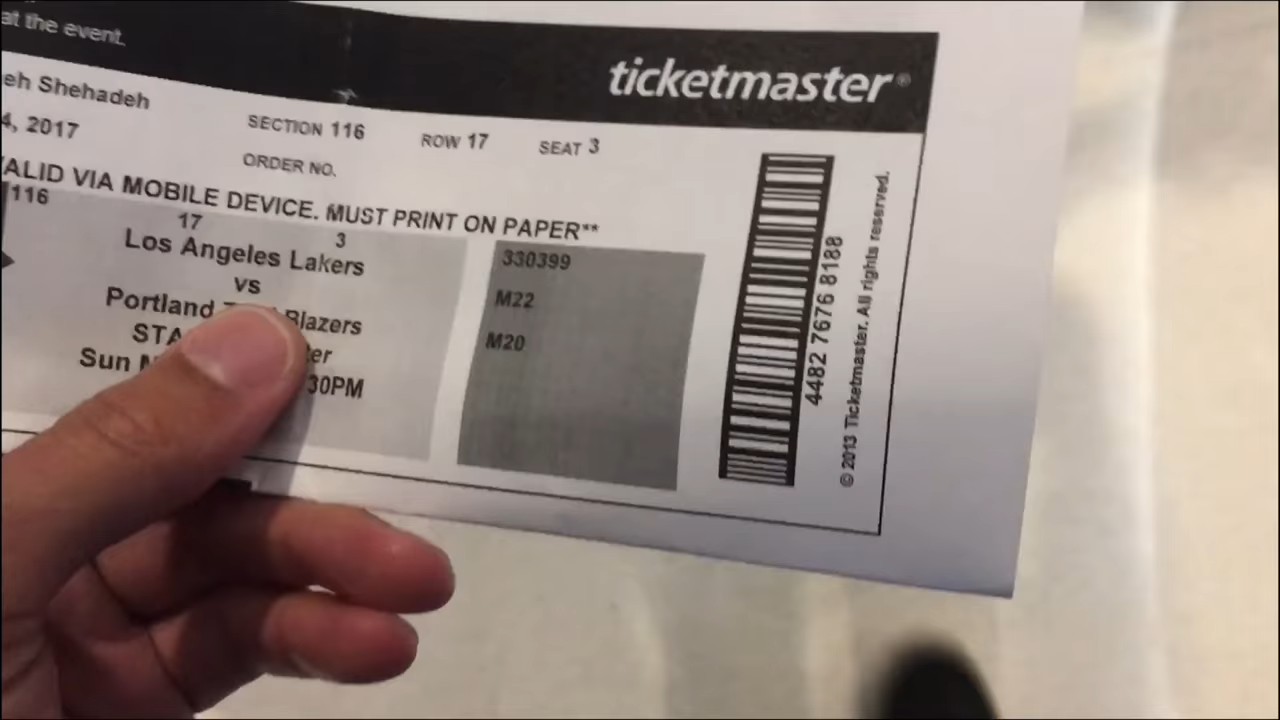 at the event.
ticketmaster®
eh Shehadeh
4, 2017
SECTION 116 ROW 17 SEAT 3
ORDER NO.
ALID VIA MOBILE DEVICE. MUST PRINT ON PAPER**
116 17 3
Los Angeles Lakers
vs
Portland Blazers
STA ter
Sun 30PM
330399
M22
M20
4482 7676 8188
© 2013 Ticketmaster. All rights reserved.